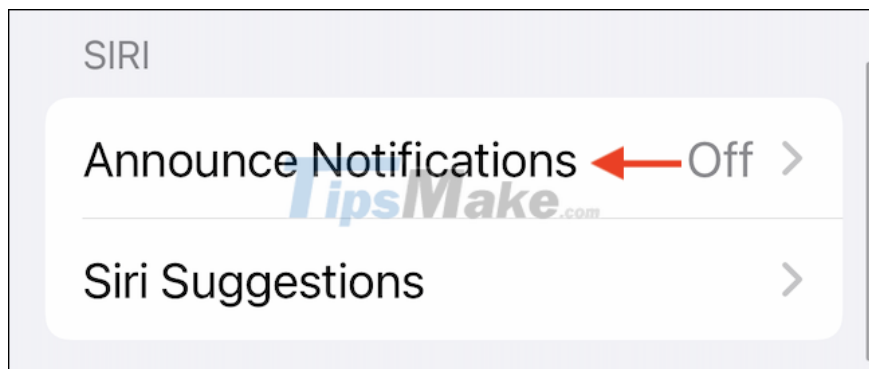 SIRI
Announce Notifications Off
TipsMake.com
Siri Suggestions